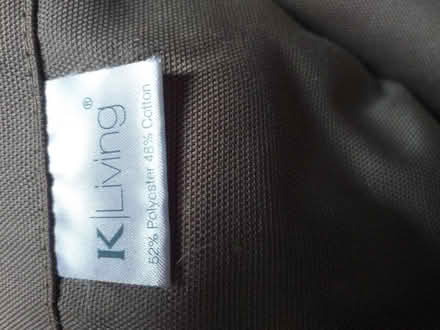 K|Living®
52% Polyester 48% Cotton